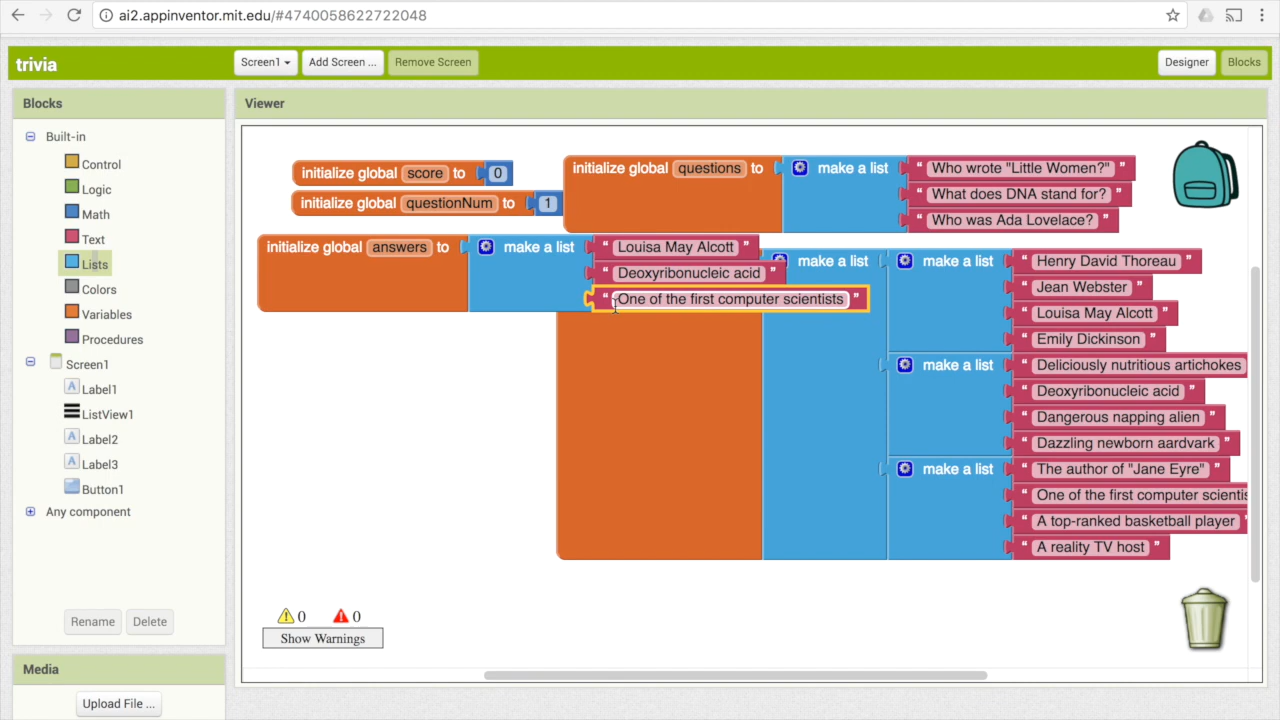 ai2.appinventor.mit.edu/#4740058622722048
trivia
Screen1
Add Screen ...
Remove Screen
Designer
Blocks
Blocks
Viewer
Built-in
Control
Logic
Math
Text
Lists
Colors
Variables
Procedures
Screen1
Label1
ListView1
Label2
Label3
Button1
Any component
Rename
Delete
Media
Upload File ...
initialize global score to 0
initialize global questionNum to 1
initialize global questions to make a list " Who wrote "Little Women?" "
" What does DNA stand for? "
" Who was Ada Lovelace? "
initialize global answers to make a list " Louisa May Alcott "
" Deoxyribonucleic acid "
" One of the first computer scientists "
make a list make a list " Henry David Thoreau "
" Jean Webster "
" Louisa May Alcott "
" Emily Dickinson "
make a list " Deliciously nutritious artichokes
" Deoxyribonucleic acid "
" Dangerous napping alien "
" Dazzling newborn aardvark "
make a list " The author of "Jane Eyre" "
" One of the first computer scientis
" A top-ranked basketball player "
" A reality TV host "
0
0
Show Warnings